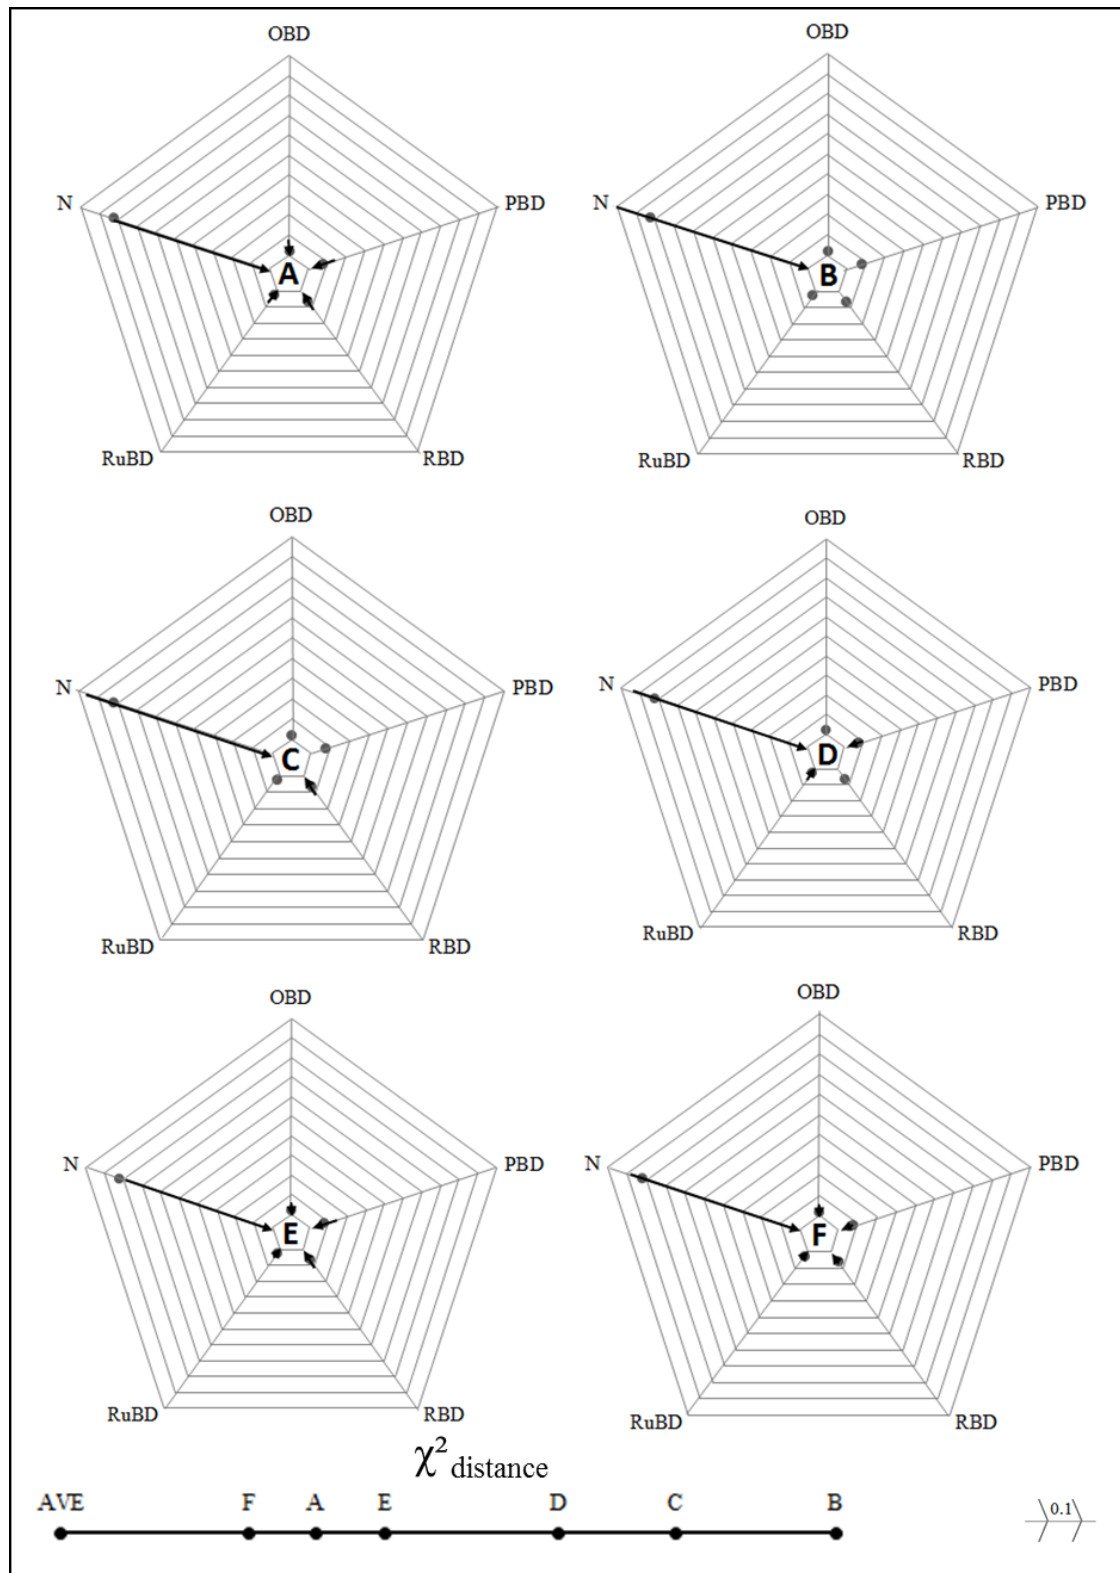 OBD
OBD
N
PBD
N
PBD
A
B
RuBD
RBD
RuBD
RBD
OBD
OBD
N
PBD
N
PBD
C
D
RuBD
RBD
RuBD
RBD
OBD
OBD
N
PBD
N
PBD
E
F
RuBD
RBD
RuBD
RBD
χ² distance
AVE F A E D C B
0.1